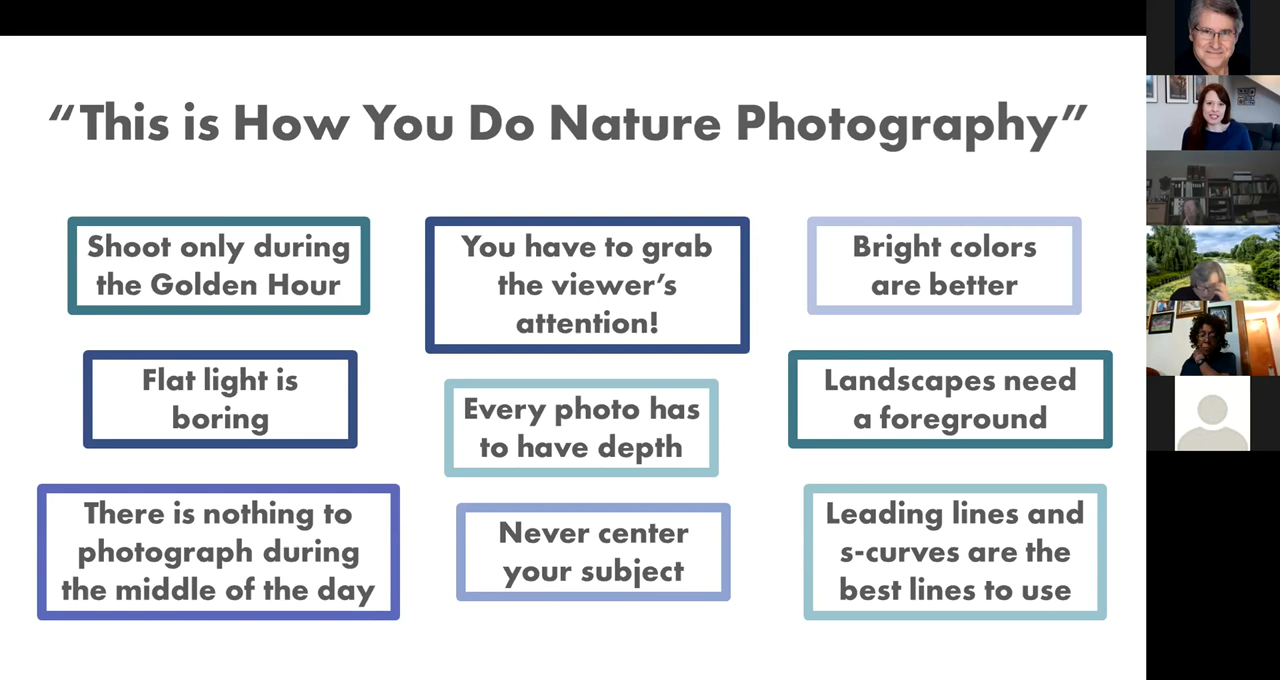 “This is How You Do Nature Photography”
Shoot only during
the Golden Hour
You have to grab
the viewer’s
attention!
Bright colors
are better
Flat light is
boring
Every photo has
to have depth
Landscapes need
a foreground
There is nothing to
photograph during
the middle of the day
Never center
your subject
Leading lines and
s-curves are the
best lines to use